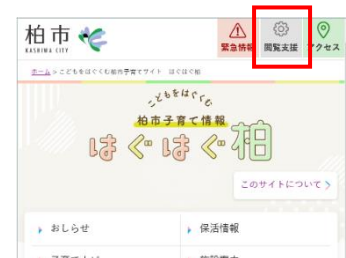 柏市
KASHIWA CITY
緊急情報
閲覧支援
アクセス
ホーム > こどもをはぐくむ柏市子育てサイト はぐはぐ柏
こどもをはぐくむ
柏市子育て情報
はぐはぐ柏
このサイトについて
おしらせ
保活情報